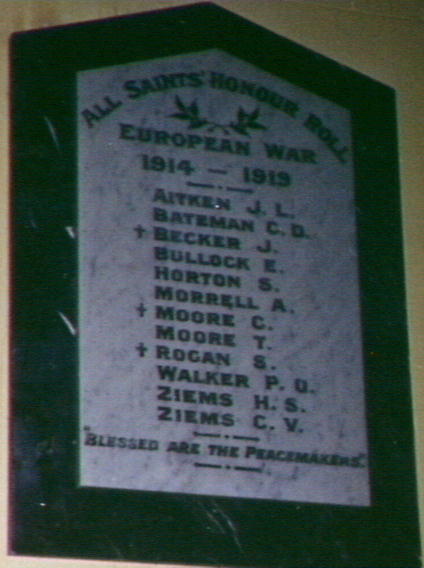 ALL SAINTS' HONOUR ROLL
EUROPEAN WAR
1914 — 1919
AITKEN J. L.
BATEMAN C. D.
† BECKER J.
BULLOCK E.
HORTON S.
MORRELL A.
† MOORE C.
MOORE T.
† ROGAN S.
WALKER P. O.
ZIEMS H. S.
ZIEMS C. V.
"BLESSED ARE THE PEACEMAKERS."